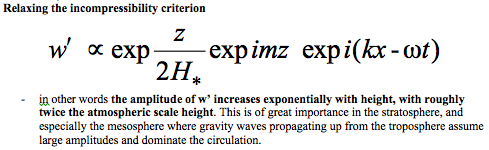 Relaxing the incompressibility criterion
w' ∝ exp z/2H* exp imz exp i(kx - ωt)
- in other words the amplitude of w' increases exponentially with height, with roughly
twice the atmospheric scale height. This is of great importance in the stratosphere, and
especially the mesosphere where gravity waves propagating up from the troposphere assume
large amplitudes and dominate the circulation.